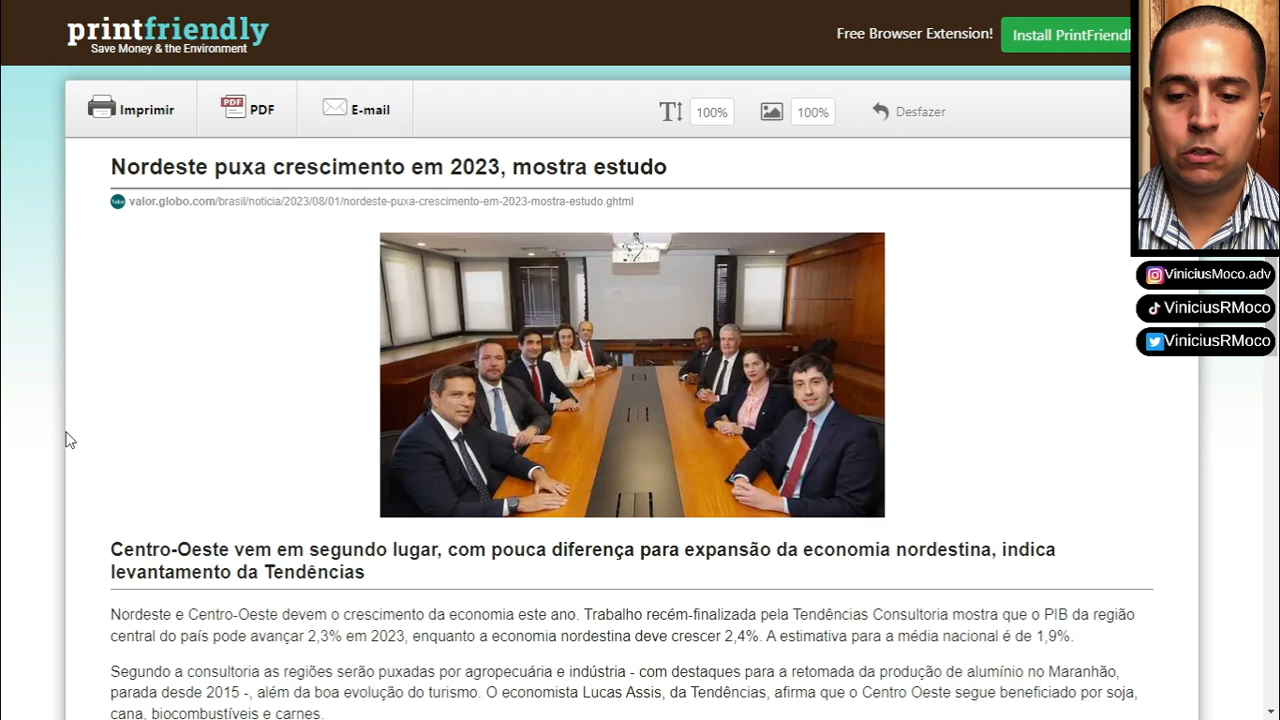 printfriendly
Save Money & the Environment
Free Browser Extension!
Install PrintFriendl
Imprimir
PDF
PDF
E-mail
100%
100%
Desfazer
Nordeste puxa crescimento em 2023, mostra estudo
Valor
valor.globo.com/brasil/noticia/2023/08/01/nordeste-puxa-crescimento-em-2023-mostra-estudo.ghtml
ViniciusMoco.adv
ViniciusRMoco
ViniciusRMoco
Centro-Oeste vem em segundo lugar, com pouca diferença para expansão da economia nordestina, indica
levantamento da Tendências
Nordeste e Centro-Oeste devem o crescimento da economia este ano. Trabalho recém-finalizada pela Tendências Consultoria mostra que o PIB da região
central do país pode avançar 2,3% em 2023, enquanto a economia nordestina deve crescer 2,4%. A estimativa para a média nacional é de 1,9%.
Segundo a consultoria as regiões serão puxadas por agropecuária e indústria - com destaques para a retomada da produção de alumínio no Maranhão,
parada desde 2015 -, além da boa evolução do turismo. O economista Lucas Assis, da Tendências, afirma que o Centro Oeste segue beneficiado por soja,
cana, biocombustíveis e carnes.